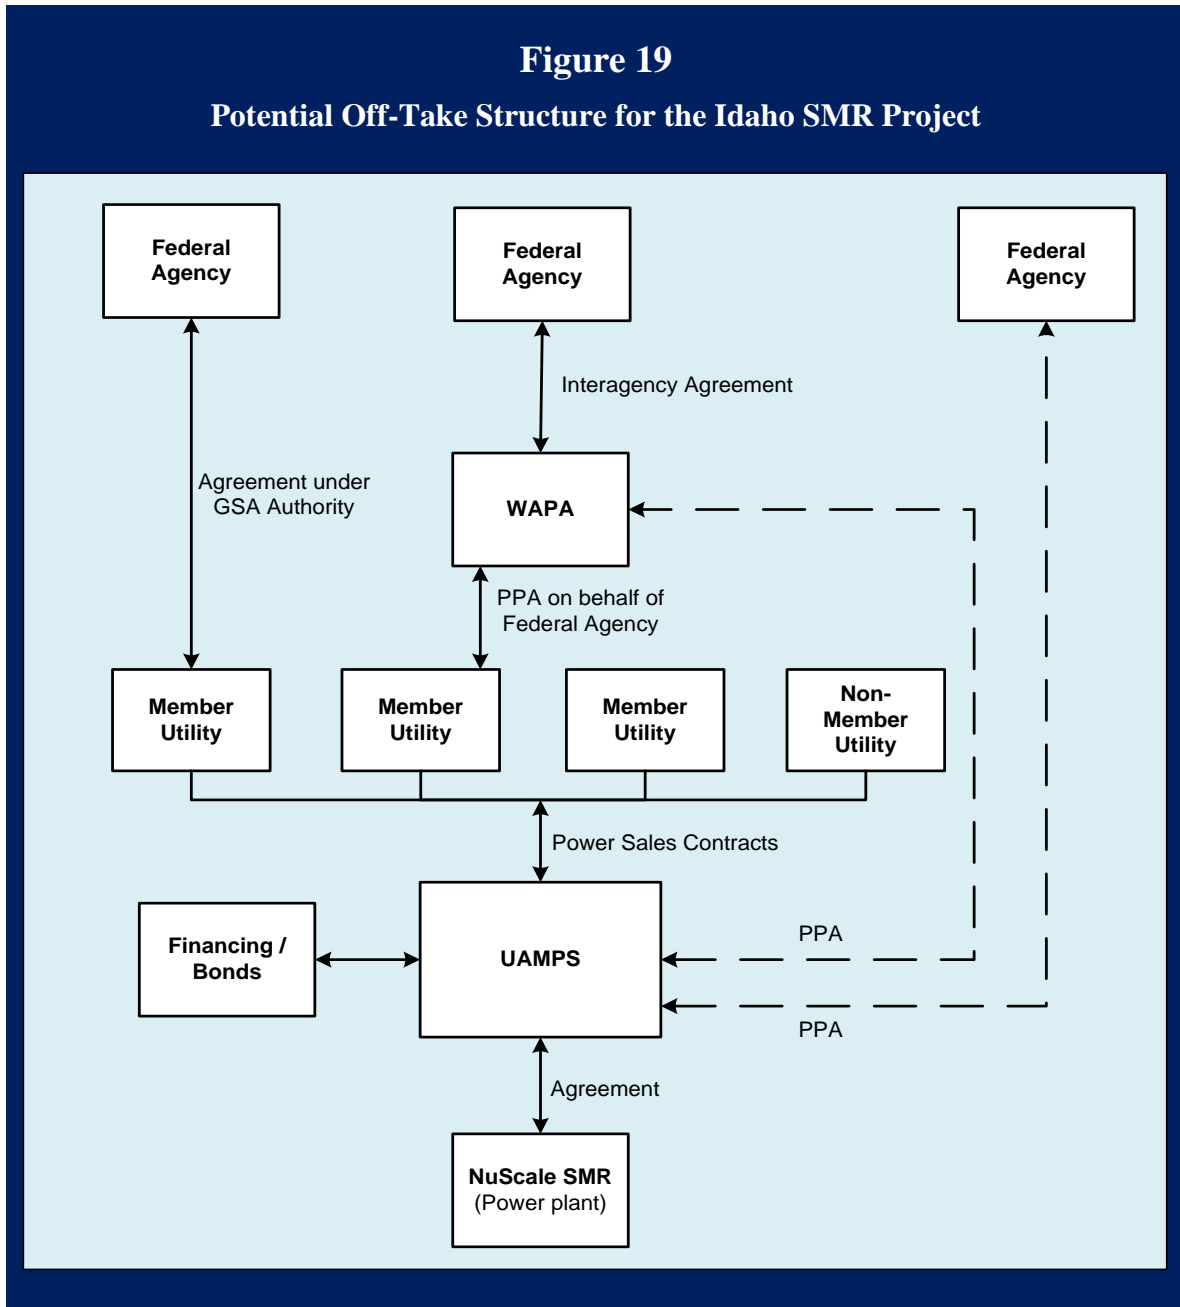 Figure 19
Potential Off-Take Structure for the Idaho SMR Project
Federal
Agency
Federal
Agency
Federal
Agency
Interagency Agreement
Agreement under
GSA Authority
WAPA
PPA on behalf of
Federal Agency
Member
Utility
Member
Utility
Member
Utility
Non-
Member
Utility
Power Sales Contracts
Financing /
Bonds
UAMPS
PPA
PPA
Agreement
NuScale SMR
(Power plant)